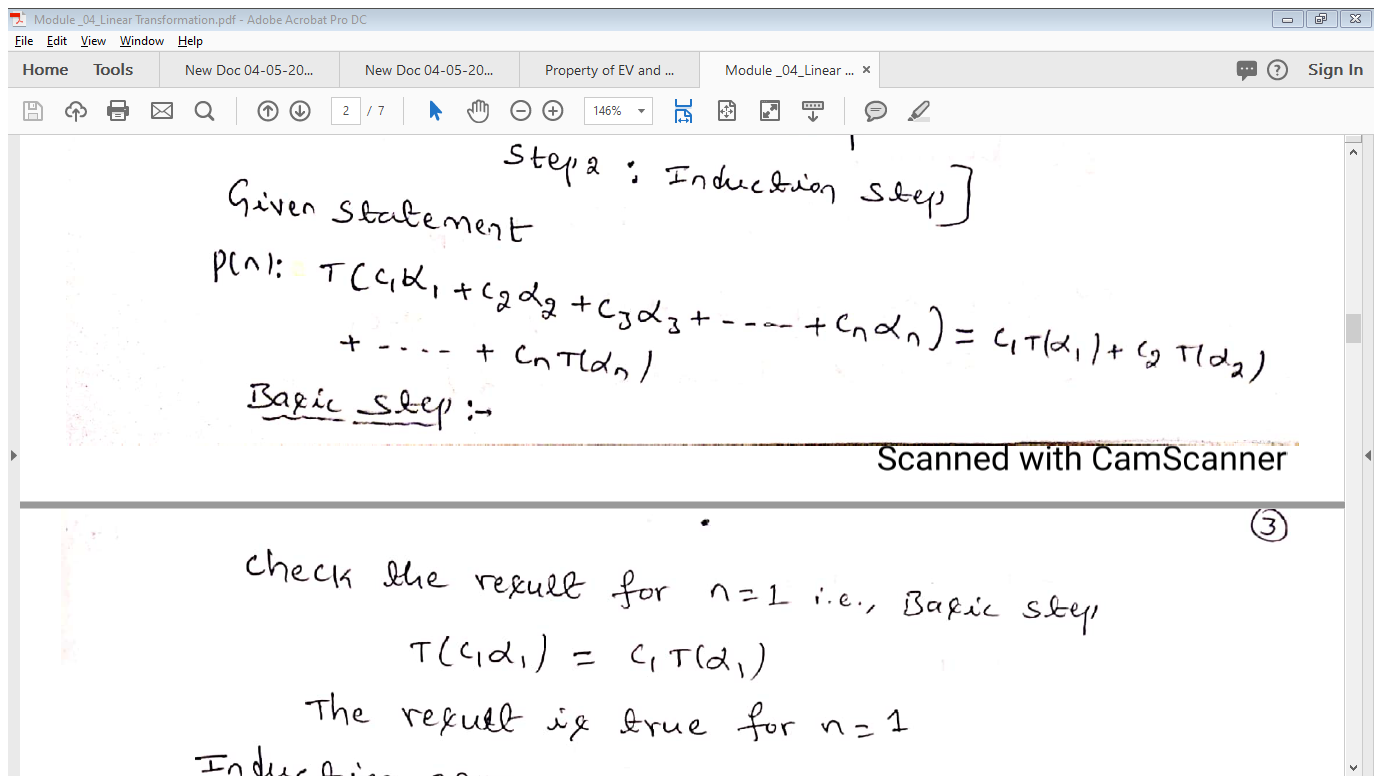 Module _04_Linear Transformation.pdf - Adobe Acrobat Pro DC
File Edit View Window Help
Home Tools New Doc 04-05-20... New Doc 04-05-20... Property of EV and ... Module _04_Linear ... × Sign In
2 / 7 146%
Step2 : Induction Step]
Given Statement
P(n): T(c₁α₁ + c₂α₂ + c₃α₃ + ----- + cₙαₙ) = c₁T(α₁) + c₂ T(α₂)
+ ---- + cₙT(αₙ)
Basic Step :→
Scanned with CamScanner
3
Check the result for n=1 i.e., Basic step
T(c₁α₁) = c₁ T(α₁)
The result is true for n=1